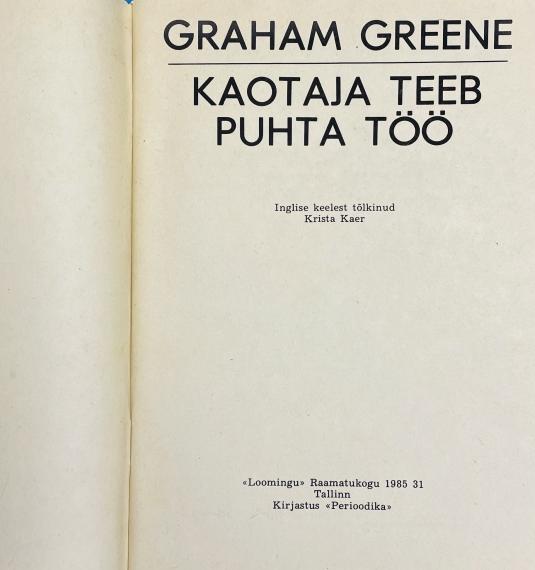 GRAHAM GREENE
KAOTAJA TEEB
PUHTA TÖÖ
Inglise keelest tõlkinud
Krista Kaer
«Loomingu» Raamatukogu 1985 31
Tallinn
Kirjastus «Perioodika»